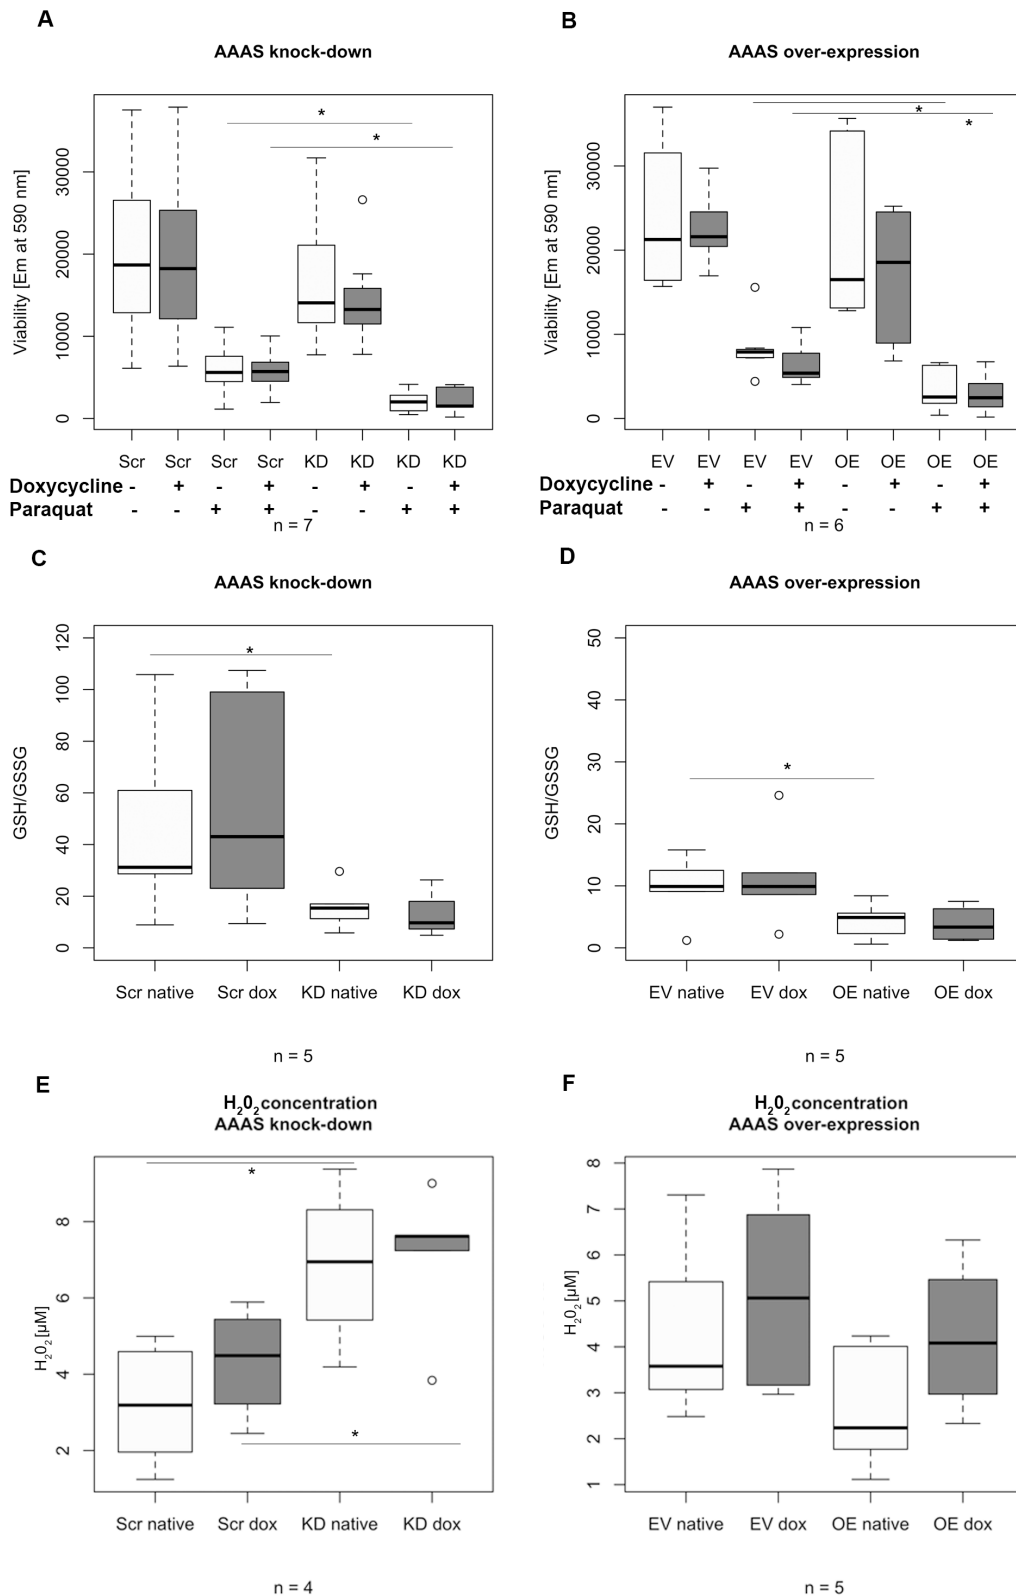 A
AAAS knock-down
Viability [Em at 590 nm]
30000
20000
10000
0
*
*
Scr Scr Scr Scr KD KD KD KD
Doxycycline - + - + - + - +
Paraquat - - + + - - + +
n = 7
B
AAAS over-expression
Viability [Em at 590 nm]
30000
20000
10000
0
*
*
EV EV EV EV OE OE OE OE
Doxycycline - + - + - + - +
Paraquat - - + + - - + +
n = 6
C
AAAS knock-down
GSH/GSSG
120
100
80
60
40
20
0
*
Scr native Scr dox KD native KD dox
n = 5
D
AAAS over-expression
GSH/GSSG
50
40
30
20
10
0
*
EV native EV dox OE native OE dox
n = 5
E
H₂0₂ concentration
AAAS knock-down
H₂0₂ [µM]
8
6
4
2
*
*
Scr native Scr dox KD native KD dox
n = 4
F
H₂0₂ concentration
AAAS over-expression
H₂0₂ [µM]
8
7
6
5
4
3
2
1
EV native EV dox OE native OE dox
n = 5